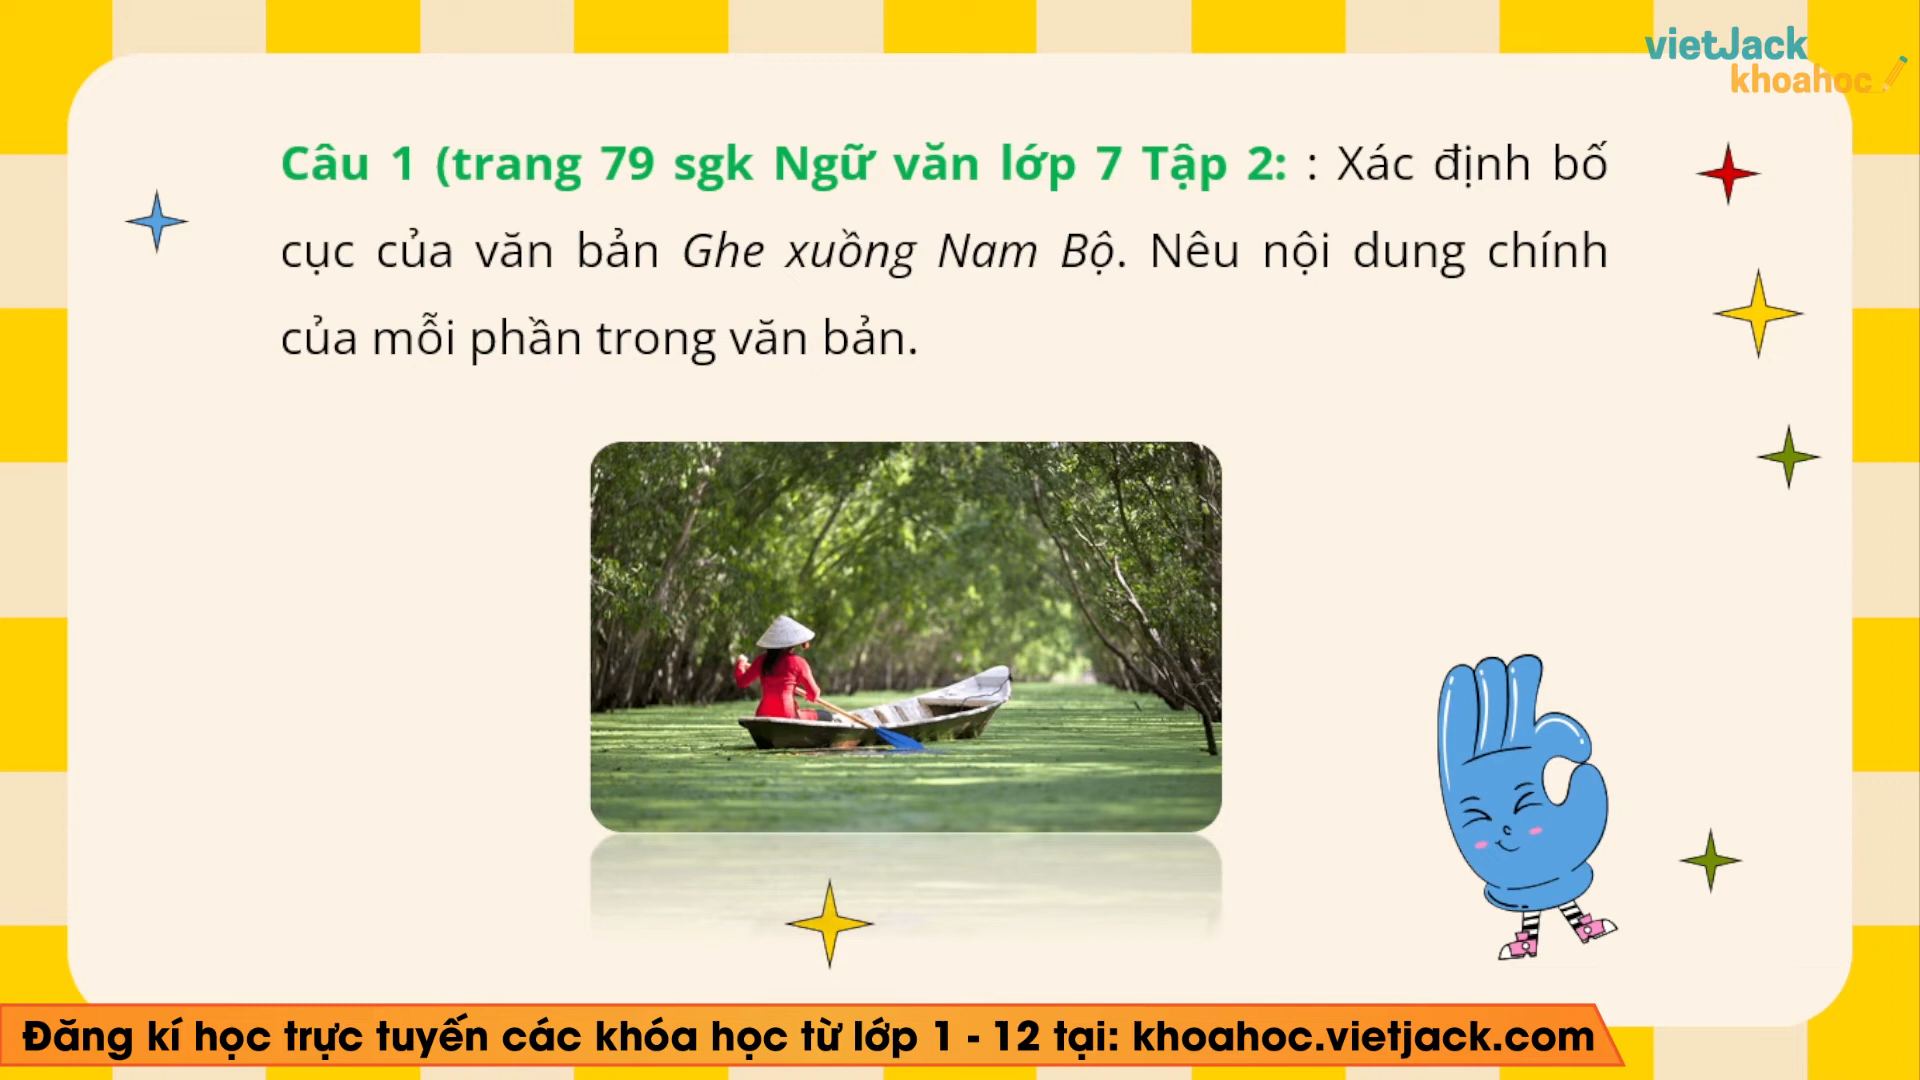 vietJack
khoahoc
Câu 1 (trang 79 sgk Ngữ văn lớp 7 Tập 2: : Xác định bố
cục của văn bản Ghe xuồng Nam Bộ. Nêu nội dung chính
của mỗi phần trong văn bản.
Đăng kí học trực tuyến các khóa học từ lớp 1 - 12 tại: khoahoc.vietjack.com